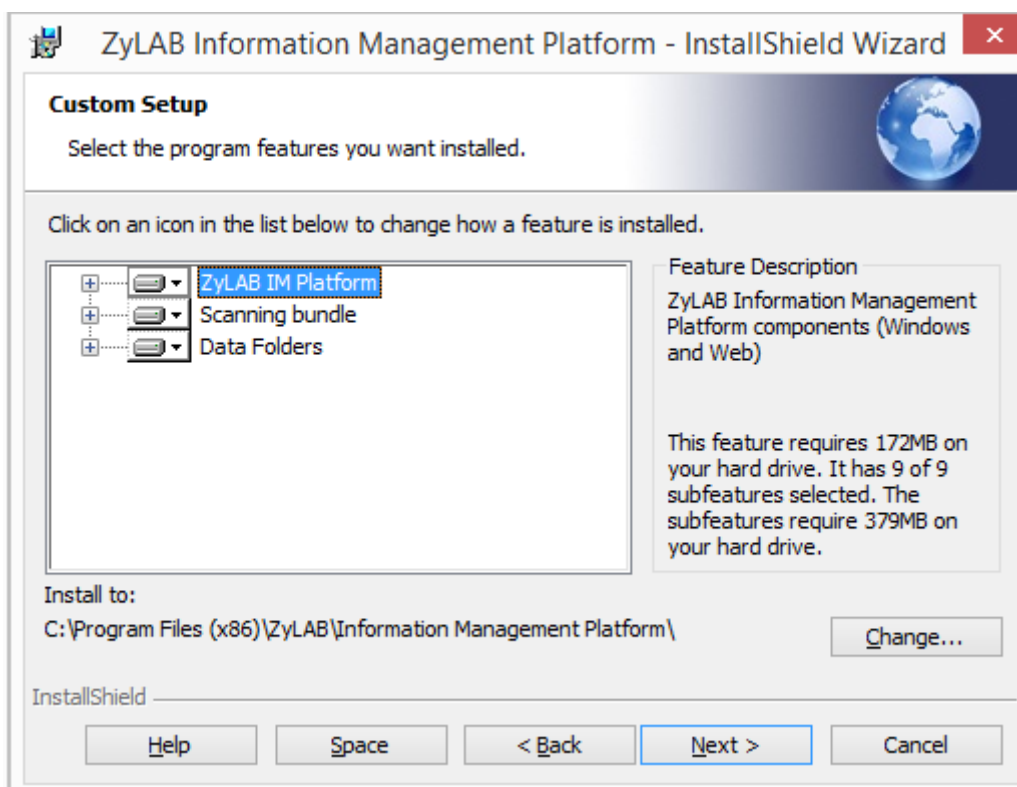 ZyLAB Information Management Platform - InstallShield Wizard
Custom Setup
Select the program features you want installed.
Click on an icon in the list below to change how a feature is installed.
ZyLAB IM Platform
Scanning bundle
Data Folders
Feature Description
ZyLAB Information Management
Platform components (Windows
and Web)
This feature requires 172MB on
your hard drive. It has 9 of 9
subfeatures selected. The
subfeatures require 379MB on
your hard drive.
Install to:
C:\Program Files (x86)\ZyLAB\Information Management Platform\
Change...
InstallShield
Help
Space
< Back
Next >
Cancel